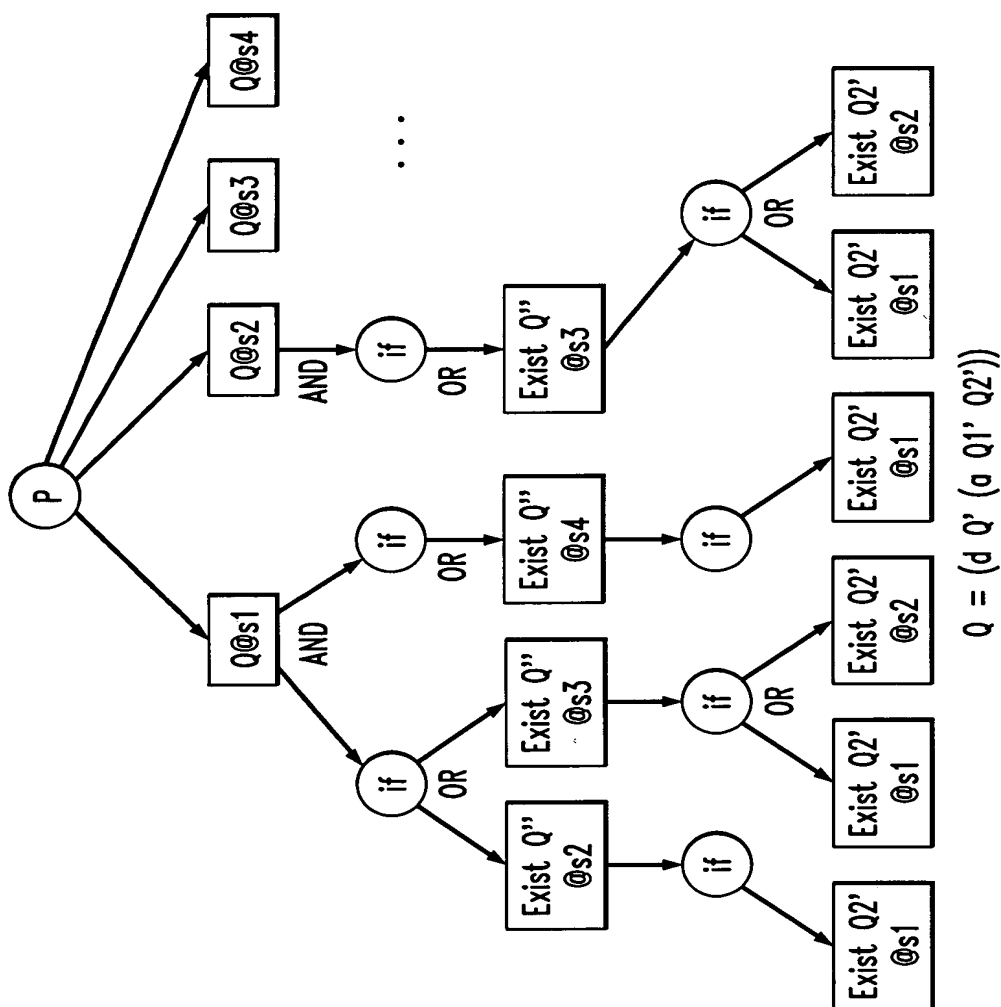 P
Q@s1
Q@s2
Q@s3
Q@s4
AND
AND
if
if
if
OR
OR
OR
. . .
Exist Q"
@s2
Exist Q"
@s3
Exist Q"
@s4
Exist Q"
@s3
if
if
if
if
OR
OR
Exist Q2'
@s1
Exist Q2'
@s1
Exist Q2'
@s2
Exist Q2'
@s1
Exist Q2'
@s1
Exist Q2'
@s2
Q = (d Q' (a Q1' Q2'))